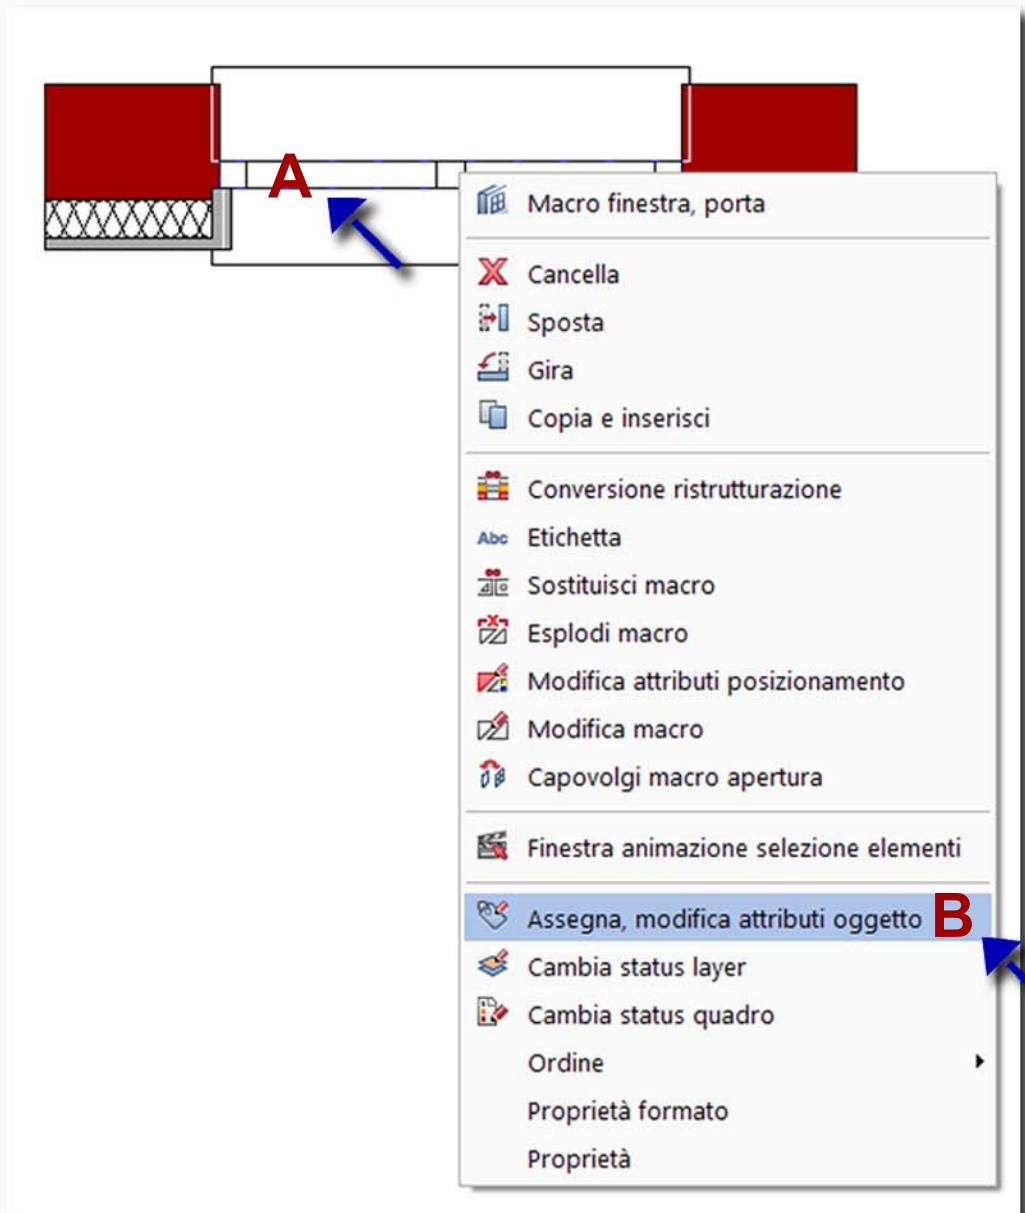 A
Macro finestra, porta
Cancella
Sposta
Gira
Copia e inserisci
Conversione ristrutturazione
Abc Etichetta
Sostituisci macro
Esplodi macro
Modifica attributi posizionamento
Modifica macro
Capovolgi macro apertura
Finestra animazione selezione elementi
Assegna, modifica attributi oggetto B
Cambia status layer
Cambia status quadro
Ordine
Proprietà formato
Proprietà